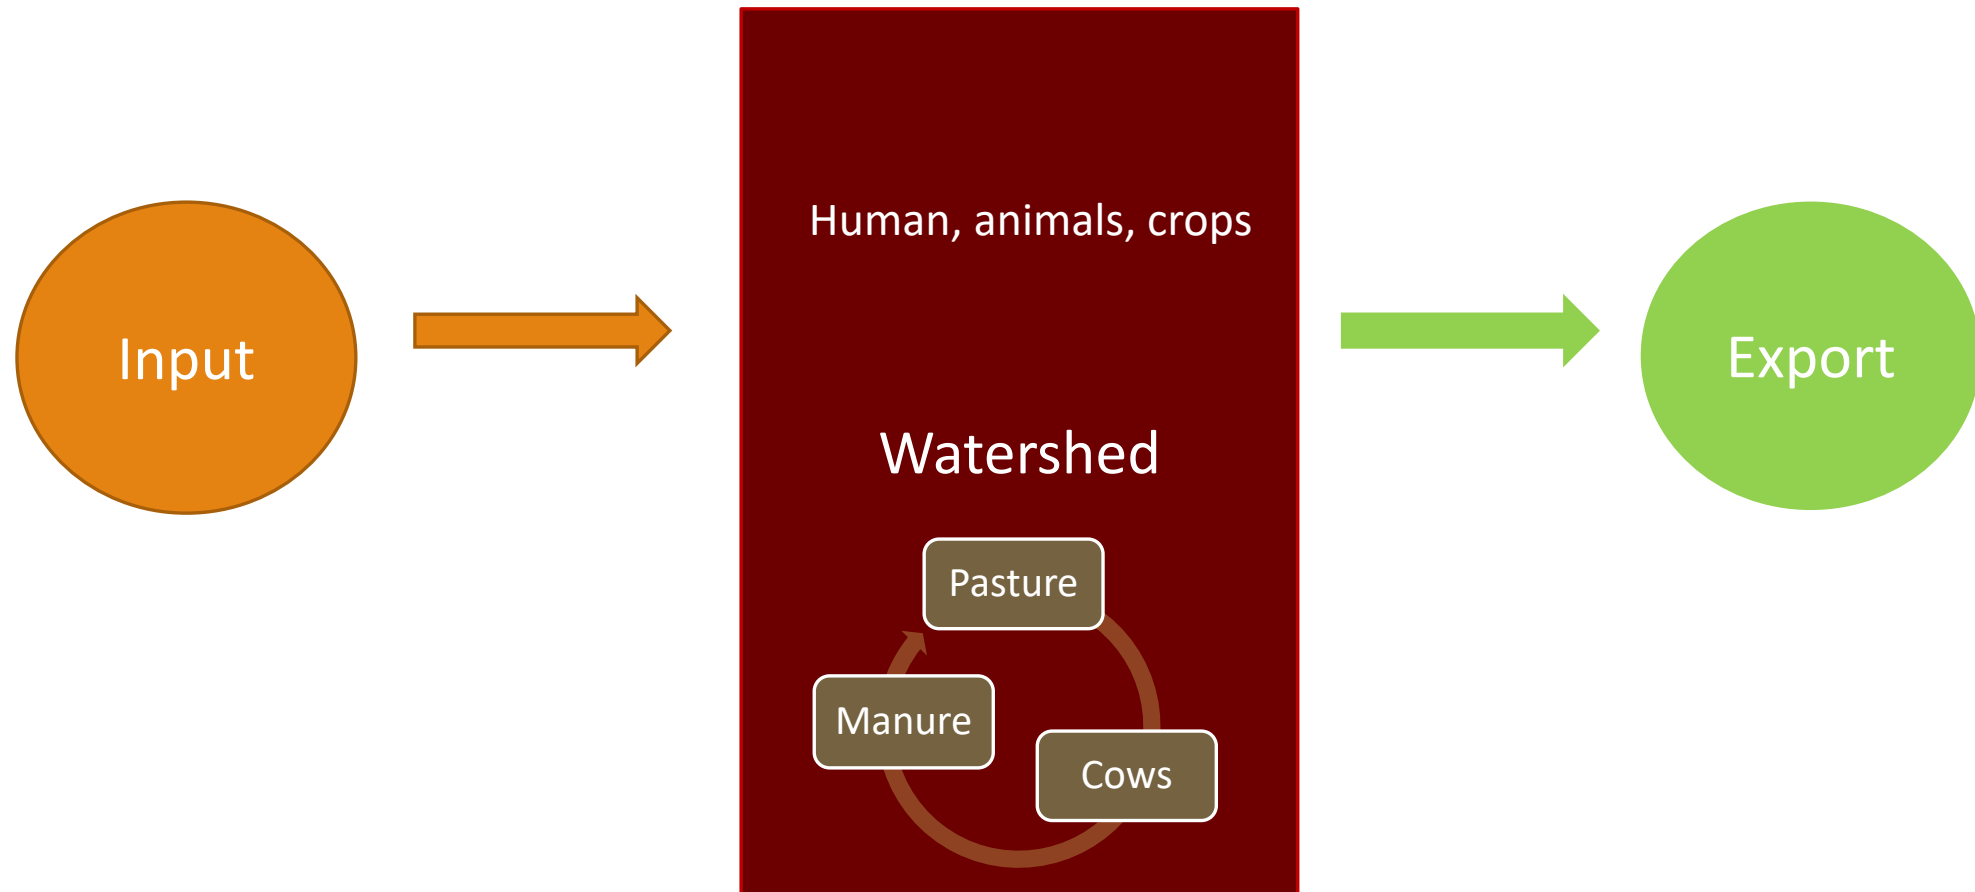 Input
Human, animals, crops
Watershed
Pasture
Manure
Cows
Export